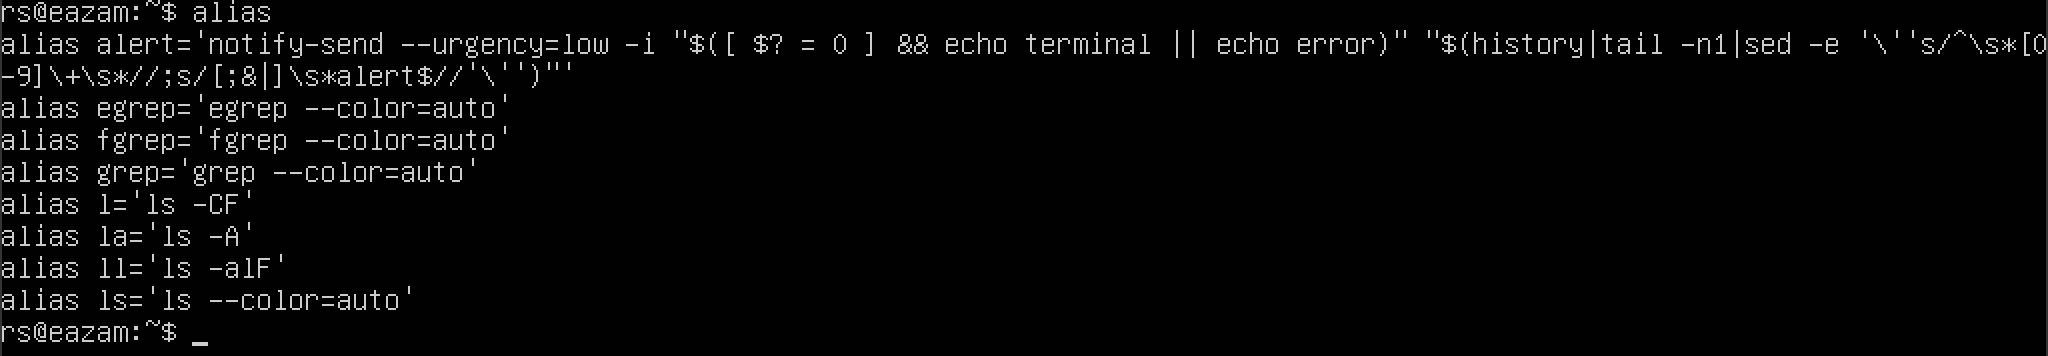 rs@eazam:~$ alias
alias alert='notify-send --urgency=low -i "$([ $? = 0 ] && echo terminal || echo error)" "$(history|tail -n1|sed -e '\''s/^\s*[0
-9]\+\s*//;s/[;&|]\s*alert$//'\'')"'
alias egrep='egrep --color=auto'
alias fgrep='fgrep --color=auto'
alias grep='grep --color=auto'
alias l='ls -CF'
alias la='ls -A'
alias ll='ls -alF'
alias ls='ls --color=auto'
rs@eazam:~$ _